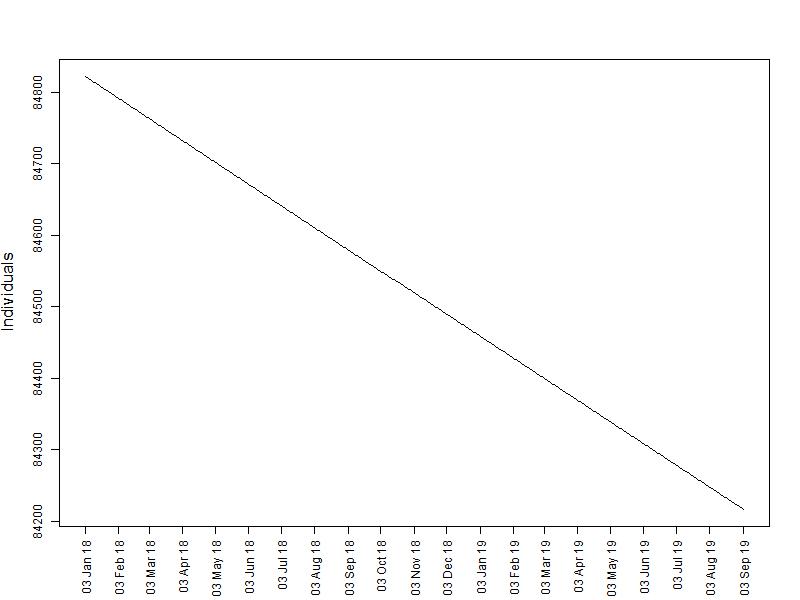 Individuals
84800
84700
84600
84500
84400
84300
84200
03 Jan 18
03 Feb 18
03 Mar 18
03 Apr 18
03 May 18
03 Jun 18
03 Jul 18
03 Aug 18
03 Sep 18
03 Oct 18
03 Nov 18
03 Dec 18
03 Jan 19
03 Feb 19
03 Mar 19
03 Apr 19
03 May 19
03 Jun 19
03 Jul 19
03 Aug 19
03 Sep 19